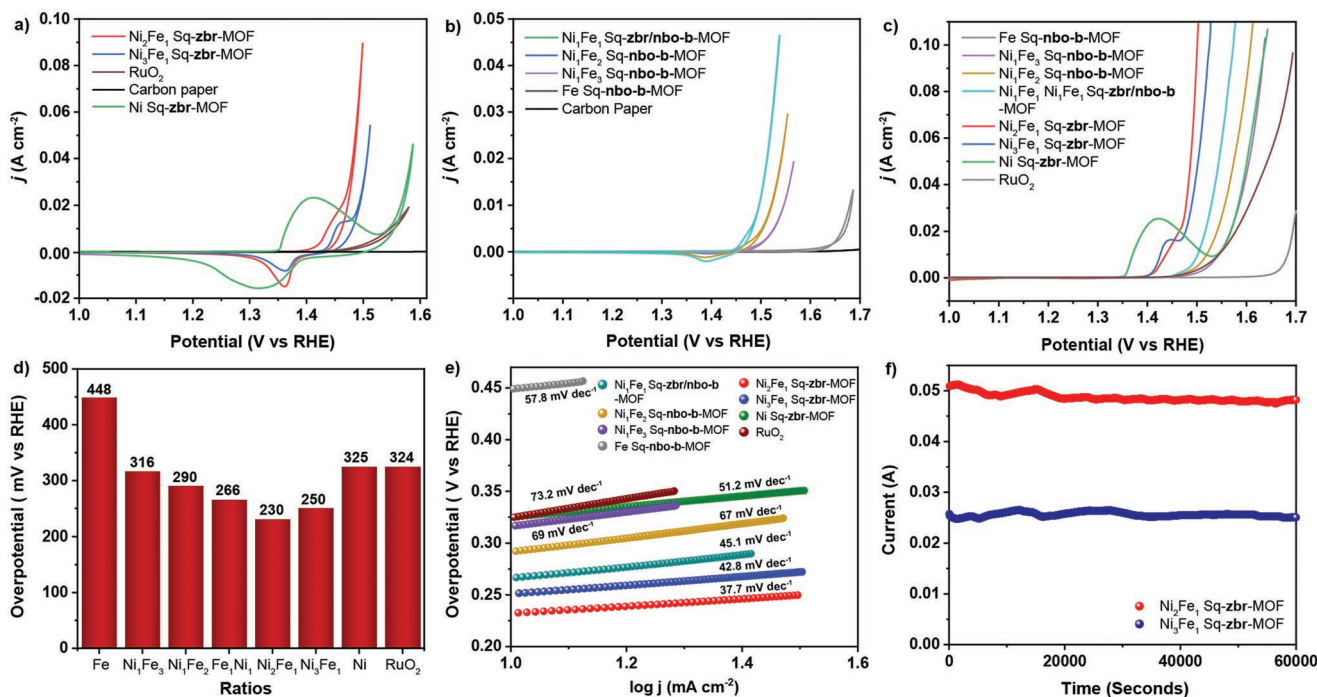 a)
0.10
0.08
0.06
0.04
0.02
0.00
-0.02
j (A cm⁻²)
Ni₂Fe₁ Sq-zbr-MOF
Ni₃Fe₁ Sq-zbr-MOF
RuO₂
Carbon paper
Ni Sq-zbr-MOF
1.0 1.1 1.2 1.3 1.4 1.5 1.6
Potential (V vs RHE)
b)
0.05
0.04
0.03
0.02
0.01
0.00
-0.01
j (A cm⁻²)
Ni₁Fe₁ Sq-zbr/nbo-b-MOF
Ni₁Fe₂ Sq-nbo-b-MOF
Ni₁Fe₃ Sq-nbo-b-MOF
Fe Sq-nbo-b-MOF
Carbon Paper
1.0 1.1 1.2 1.3 1.4 1.5 1.6 1.7
Potential (V vs RHE)
c)
0.10
0.08
0.06
0.04
0.02
0.00
j (A cm⁻²)
Fe Sq-nbo-b-MOF
Ni₁Fe₃ Sq-nbo-b-MOF
Ni₁Fe₂ Sq-nbo-b-MOF
Ni₁Fe₁ Ni₁Fe₁ Sq-zbr/nbo-b
-MOF
Ni₂Fe₁ Sq-zbr-MOF
Ni₃Fe₁ Sq-zbr-MOF
Ni Sq-zbr-MOF
RuO₂
1.0 1.1 1.2 1.3 1.4 1.5 1.6 1.7
Potential (V vs RHE)
d)
500
400
300
200
100
0
Overpotential ( mV vs RHE)
448
316
290
266
230
250
325
324
Fe Ni₁Fe₃ Ni₁Fe₂ Fe₁Ni₁ Ni₂Fe₁ Ni₃Fe₁ Ni RuO₂
Ratios
e)
0.45
0.40
0.35
0.30
0.25
0.20
Overpotential ( V vs RHE)
57.8 mV dec⁻¹
Ni₁Fe₁ Sq-zbr/nbo-b
-MOF
Ni₁Fe₂ Sq-nbo-b-MOF
Ni₁Fe₃ Sq-nbo-b-MOF
Fe Sq-nbo-b-MOF
Ni₂Fe₁ Sq-zbr-MOF
Ni₃Fe₁ Sq-zbr-MOF
Ni Sq-zbr-MOF
RuO₂
73.2 mV dec⁻¹
51.2 mV dec⁻¹
69 mV dec⁻¹
67 mV dec⁻¹
45.1 mV dec⁻¹
42.8 mV dec⁻¹
37.7 mV dec⁻¹
1.0 1.2 1.4 1.6
log j (mA cm⁻²)
f)
0.05
0.04
0.03
0.02
0.01
0.00
Current (A)
Ni₂Fe₁ Sq-zbr-MOF
Ni₃Fe₁ Sq-zbr-MOF
0 20000 40000 60000
Time (Seconds)